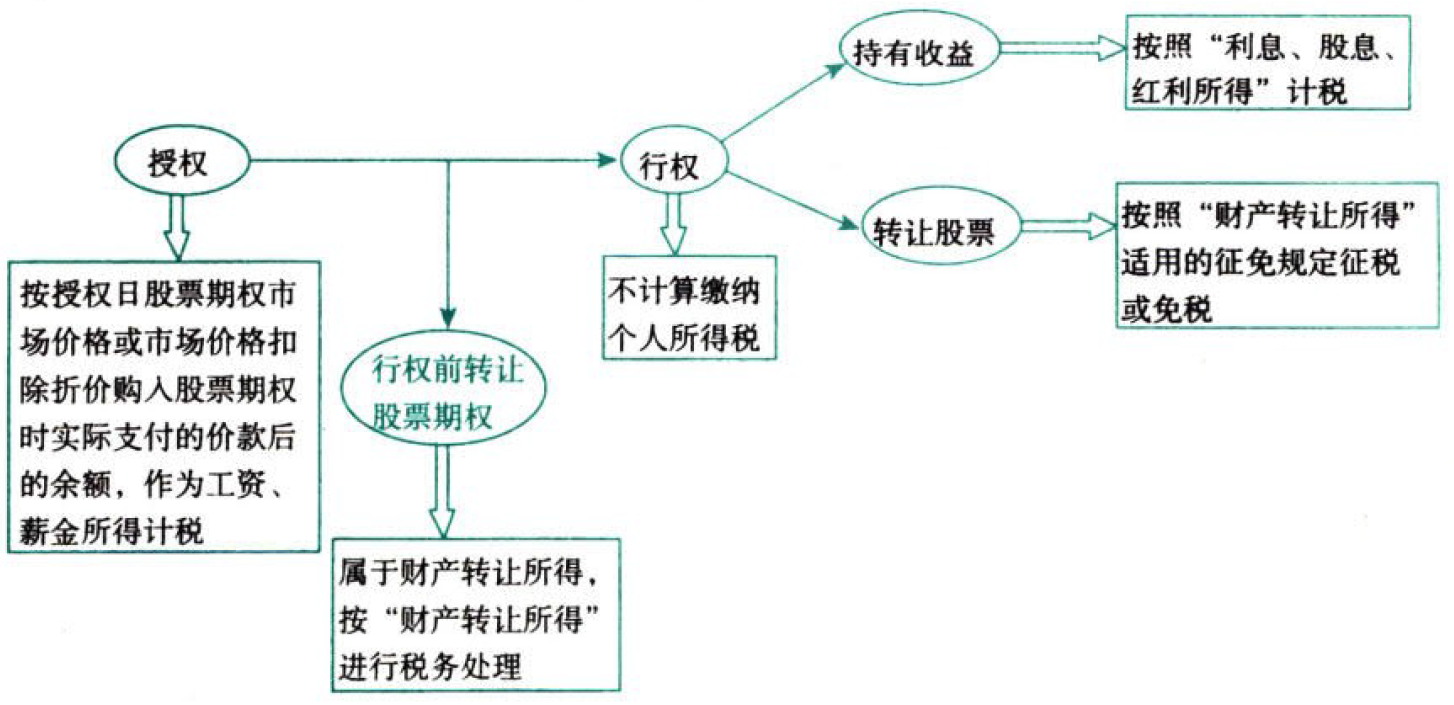 持有收益
按照“利息、股息、
红利所得”计税
授权
行权
转让股票
按照“财产转让所得”
适用的征免规定征税
或免税
不计算缴纳
个人所得税
按授权日股票期权市
场价格或市场价格扣
除折价购入股票期权
时实际支付的价款后
的余额，作为工资、
薪金所得计税
行权前转让
股票期权
属于财产转让所得，
按“财产转让所得”
进行税务处理